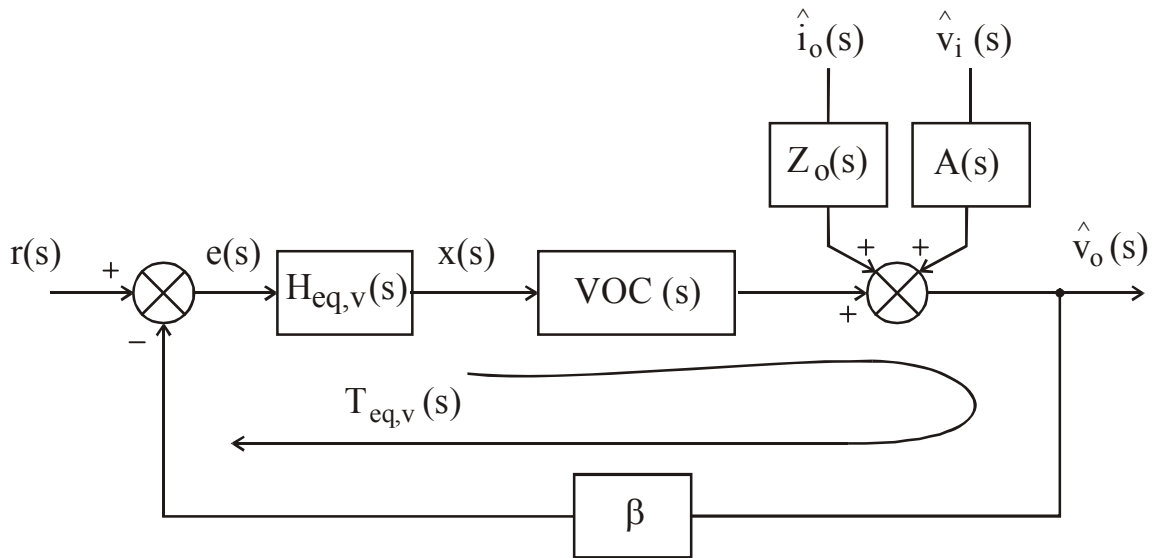 î_o(s) v̂_i(s)
Z_o(s) A(s)
r(s) + e(s) H_eq,v(s) x(s) VOC (s) + + v̂_o(s)
− +
T_eq,v(s)
β